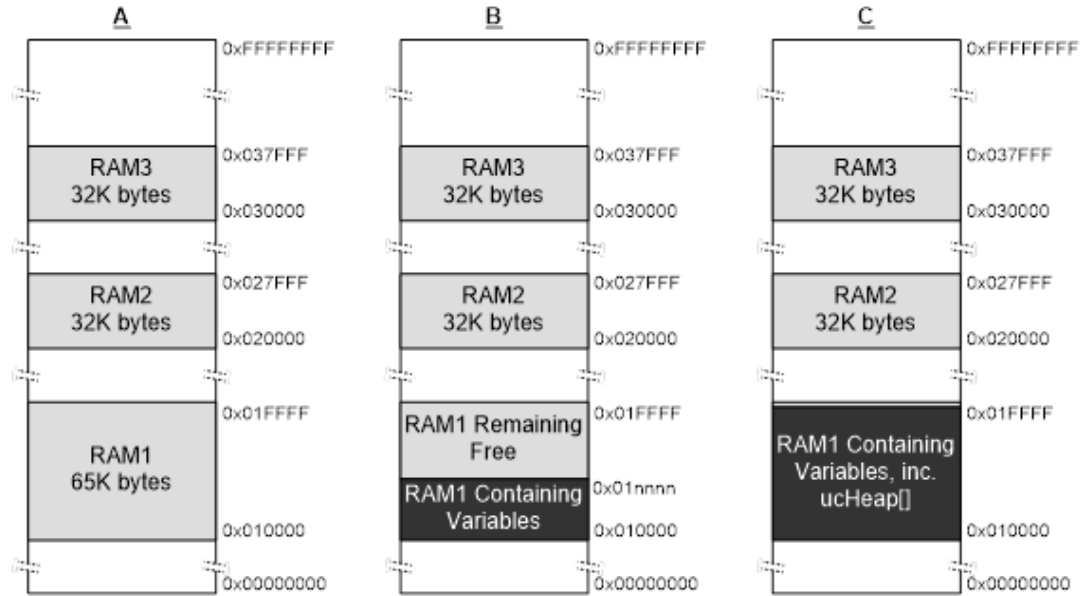 A
0xFFFFFFFF
RAM3
32K bytes
0x037FFF
0x030000
RAM2
32K bytes
0x027FFF
0x020000
RAM1
65K bytes
0x01FFFF
0x010000
0x00000000
B
0xFFFFFFFF
RAM3
32K bytes
0x037FFF
0x030000
RAM2
32K bytes
0x027FFF
0x020000
RAM1 Remaining
Free
0x01FFFF
0x01nnnn
RAM1 Containing
Variables
0x010000
0x00000000
C
0xFFFFFFFF
RAM3
32K bytes
0x037FFF
0x030000
RAM2
32K bytes
0x027FFF
0x020000
0x01FFFF
RAM1 Containing
Variables, inc.
ucHeap[]
0x010000
0x00000000